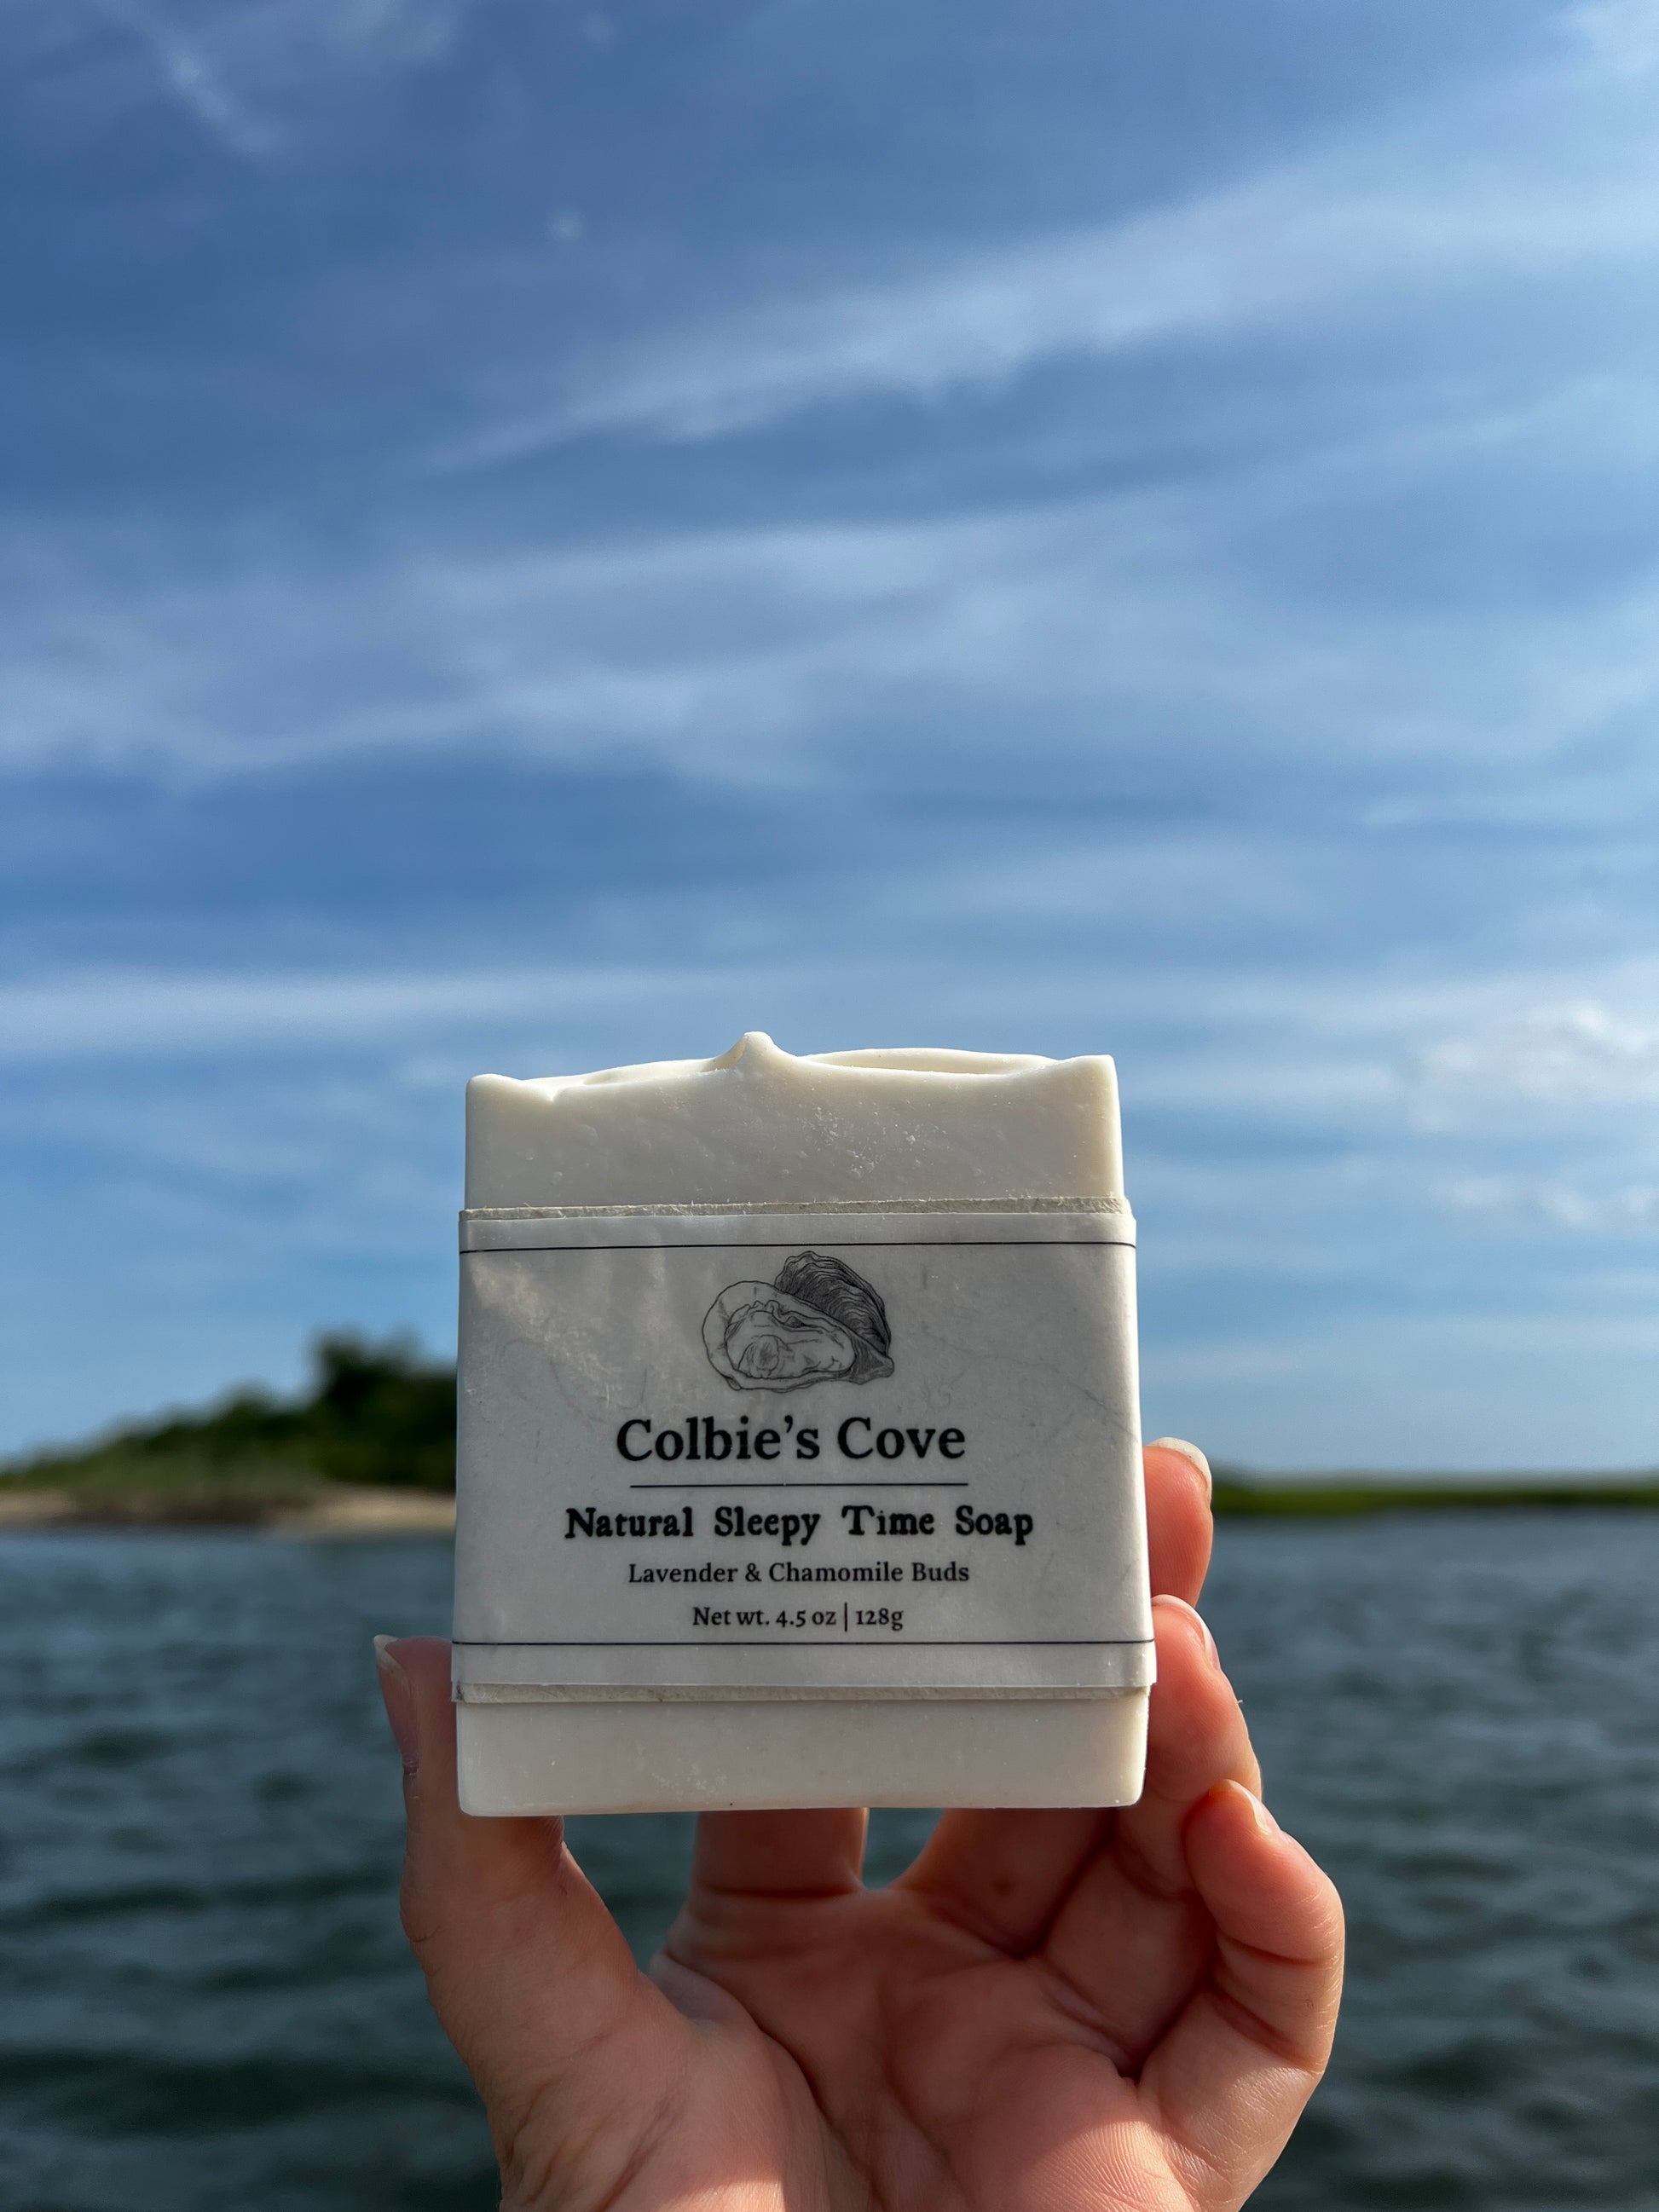 Colbie’s Cove
Natural Sleepy Time Soap
Lavender & Chamomile Buds
Net wt. 4.5 oz | 128g